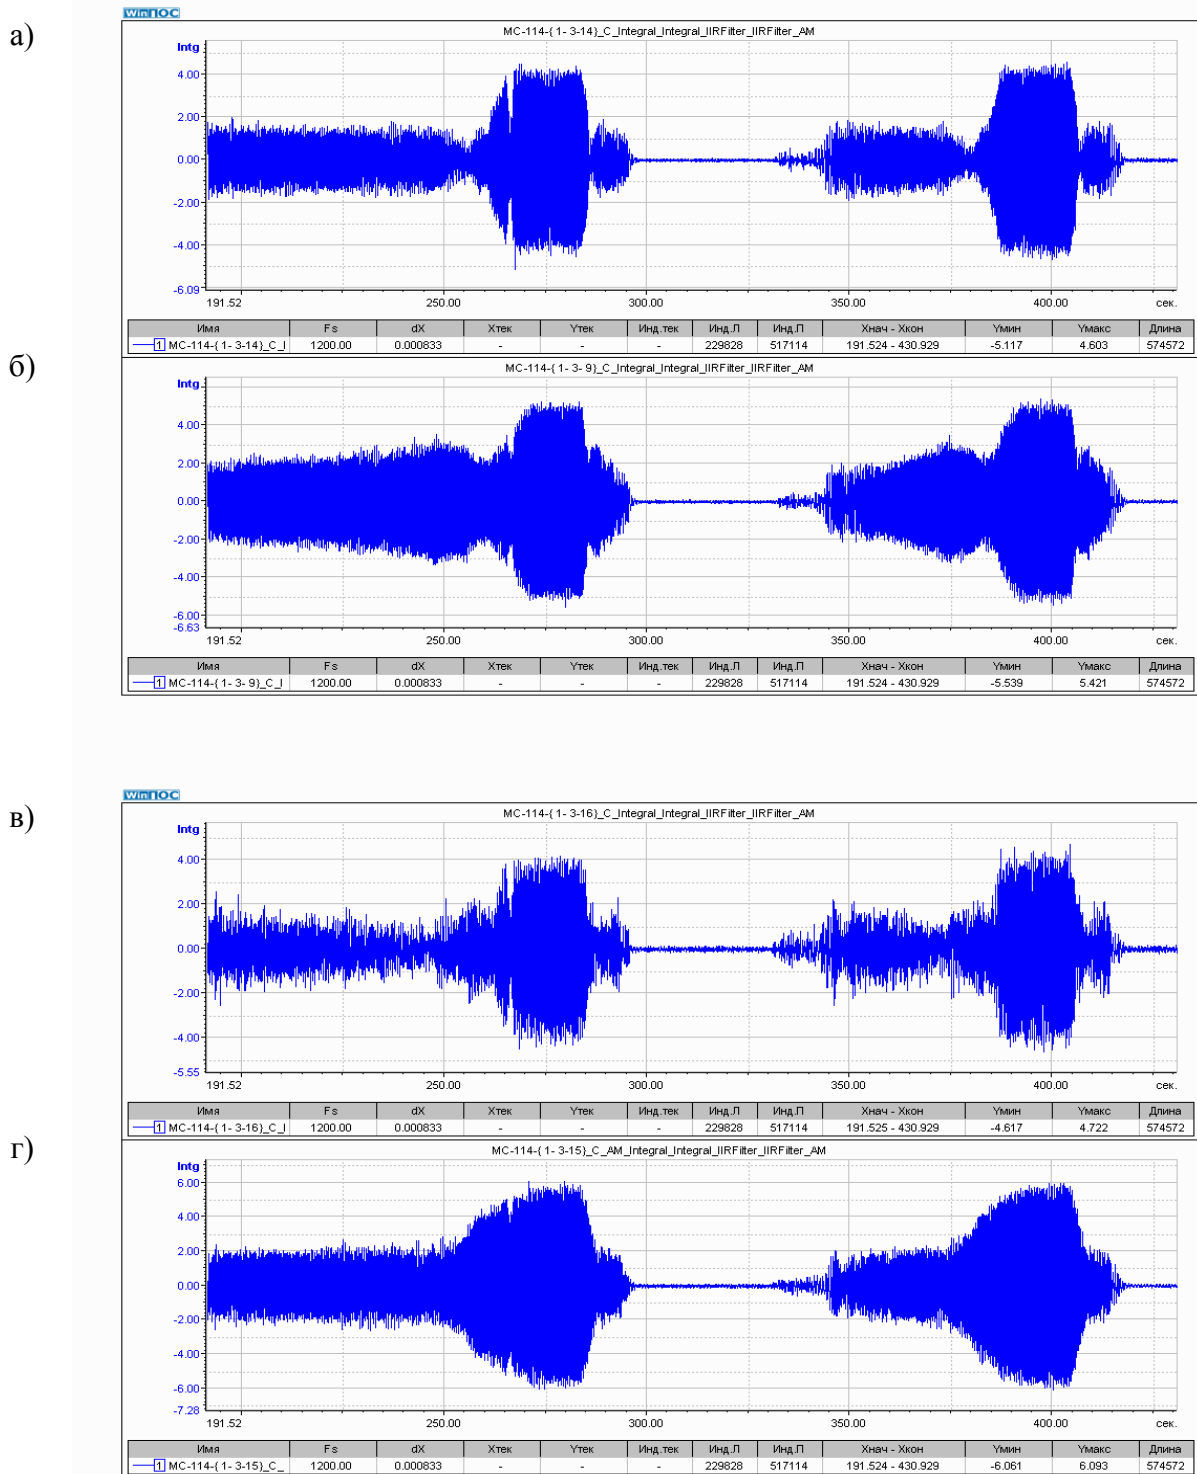 WinПОС
а)
MC-114-{ 1- 3-14}_C_Integral_Integral_IIRFilter_IIRFilter_AM
Intg
4.00
2.00
0.00
-2.00
-4.00
-6.09
191.52 250.00 300.00 350.00 400.00 сек.
Имя Fs dX Xтек Yтек Инд.тек Инд.Л Инд.П Xнач - Xкон Yмин Yмакс Длина
1 MC-114-{ 1- 3-14}_C_I 1200.00 0.000833 - - - 229828 517114 191.524 - 430.929 -5.117 4.603 574572
б)
MC-114-{ 1- 3- 9}_C_Integral_Integral_IIRFilter_IIRFilter_AM
Intg
4.00
2.00
0.00
-2.00
-4.00
-6.00
-6.63
191.52 250.00 300.00 350.00 400.00 сек.
Имя Fs dX Xтек Yтек Инд.тек Инд.Л Инд.П Xнач - Xкон Yмин Yмакс Длина
1 MC-114-{ 1- 3- 9}_C_I 1200.00 0.000833 - - - 229828 517114 191.524 - 430.929 -5.539 5.421 574572
WinПОС
в)
MC-114-{ 1- 3-16}_C_Integral_Integral_IIRFilter_IIRFilter_AM
Intg
4.00
2.00
0.00
-2.00
-4.00
-5.55
191.52 250.00 300.00 350.00 400.00 сек.
Имя Fs dX Xтек Yтек Инд.тек Инд.Л Инд.П Xнач - Xкон Yмин Yмакс Длина
1 MC-114-{ 1- 3-16}_C_I 1200.00 0.000833 - - - 229828 517114 191.525 - 430.929 -4.617 4.722 574572
г)
MC-114-{ 1- 3-15}_C_AM_Integral_Integral_IIRFilter_IIRFilter_AM
Intg
6.00
4.00
2.00
0.00
-2.00
-4.00
-6.00
-7.28
191.52 250.00 300.00 350.00 400.00 сек.
Имя Fs dX Xтек Yтек Инд.тек Инд.Л Инд.П Xнач - Xкон Yмин Yмакс Длина
1 MC-114-{ 1- 3-15}_C_ 1200.00 0.000833 - - - 229828 517114 191.524 - 430.929 -6.061 6.093 574572